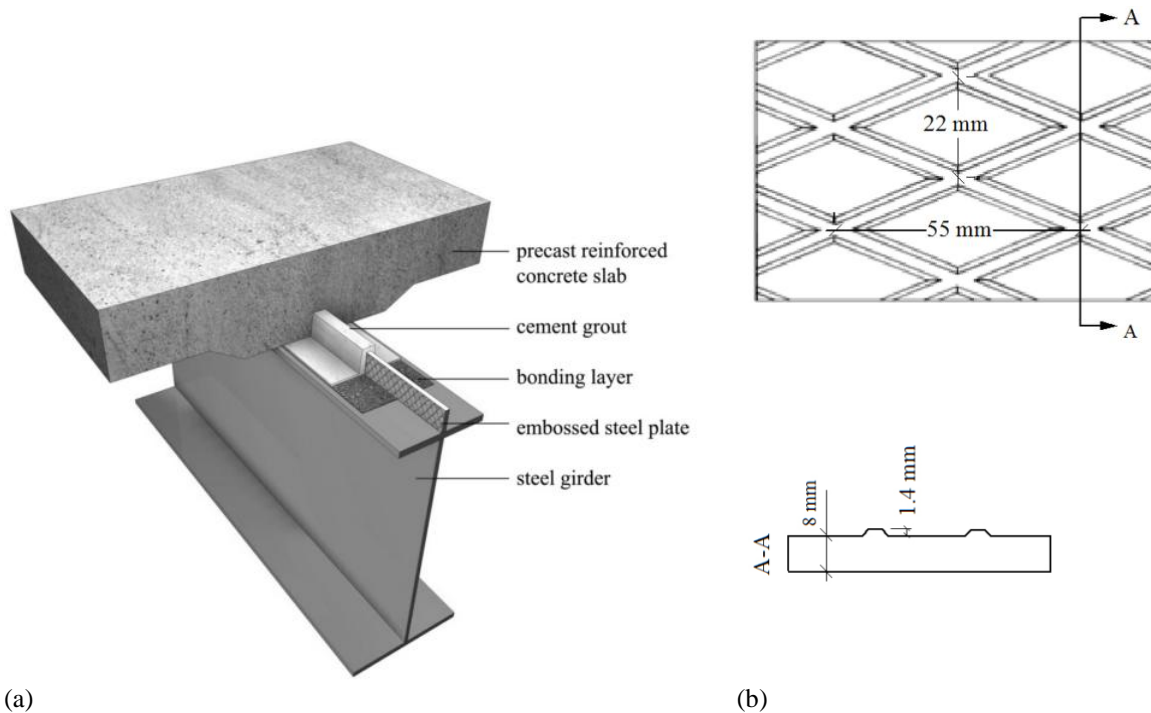 precast reinforced
concrete slab
cement grout
bonding layer
embossed steel plate
steel girder
(a)
A
22 mm
55 mm
A
1.4 mm
8 mm
A-A
(b)